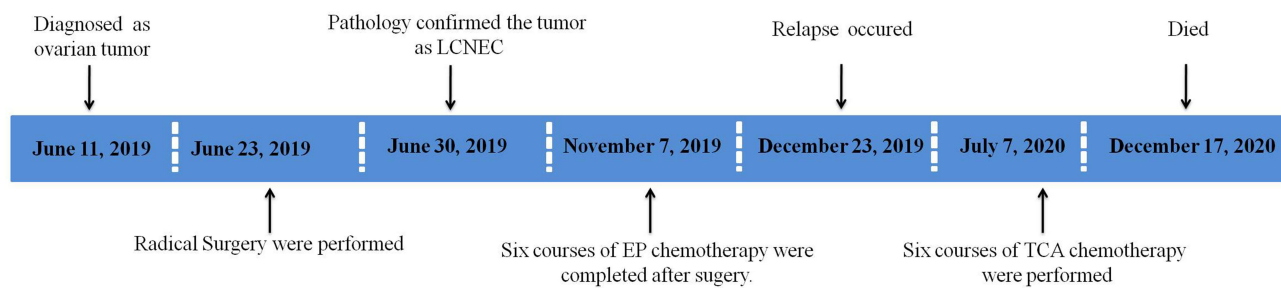 Diagnosed as
ovarian tumor
Pathology confirmed the tumor
as LCNEC
Relapse occured
Died
June 11, 2019
June 23, 2019
June 30, 2019
November 7, 2019
December 23, 2019
July 7, 2020
December 17, 2020
Radical Surgery were performed
Six courses of EP chemotherapy were
completed after sugery.
Six courses of TCA chemotherapy
were performed